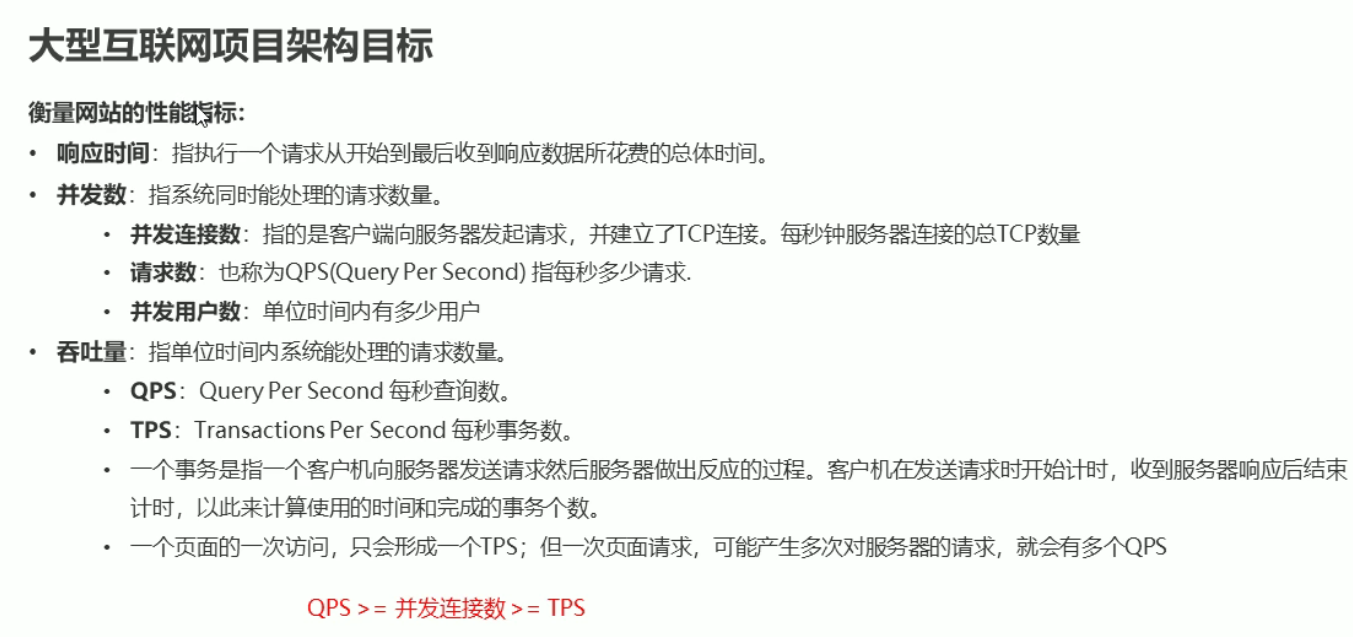 大型互联网项目架构目标
衡量网站的性能指标：
• 响应时间：指执行一个请求从开始到最后收到响应数据所花费的总体时间。
• 并发数：指系统同时能处理的请求数量。
• 并发连接数：指的是客户端向服务器发起请求，并建立了TCP连接。每秒钟服务器连接的总TCP数量
• 请求数：也称为QPS(Query Per Second) 指每秒多少请求.
• 并发用户数：单位时间内有多少用户
• 吞吐量：指单位时间内系统能处理的请求数量。
• QPS：Query Per Second 每秒查询数。
• TPS：Transactions Per Second 每秒事务数。
• 一个事务是指一个客户机向服务器发送请求然后服务器做出反应的过程。客户机在发送请求时开始计时，收到服务器响应后结束
计时，以此来计算使用的时间和完成的事务个数。
• 一个页面的一次访问，只会形成一个TPS；但一次页面请求，可能产生多次对服务器的请求，就会有多个QPS
QPS >= 并发连接数 >= TPS